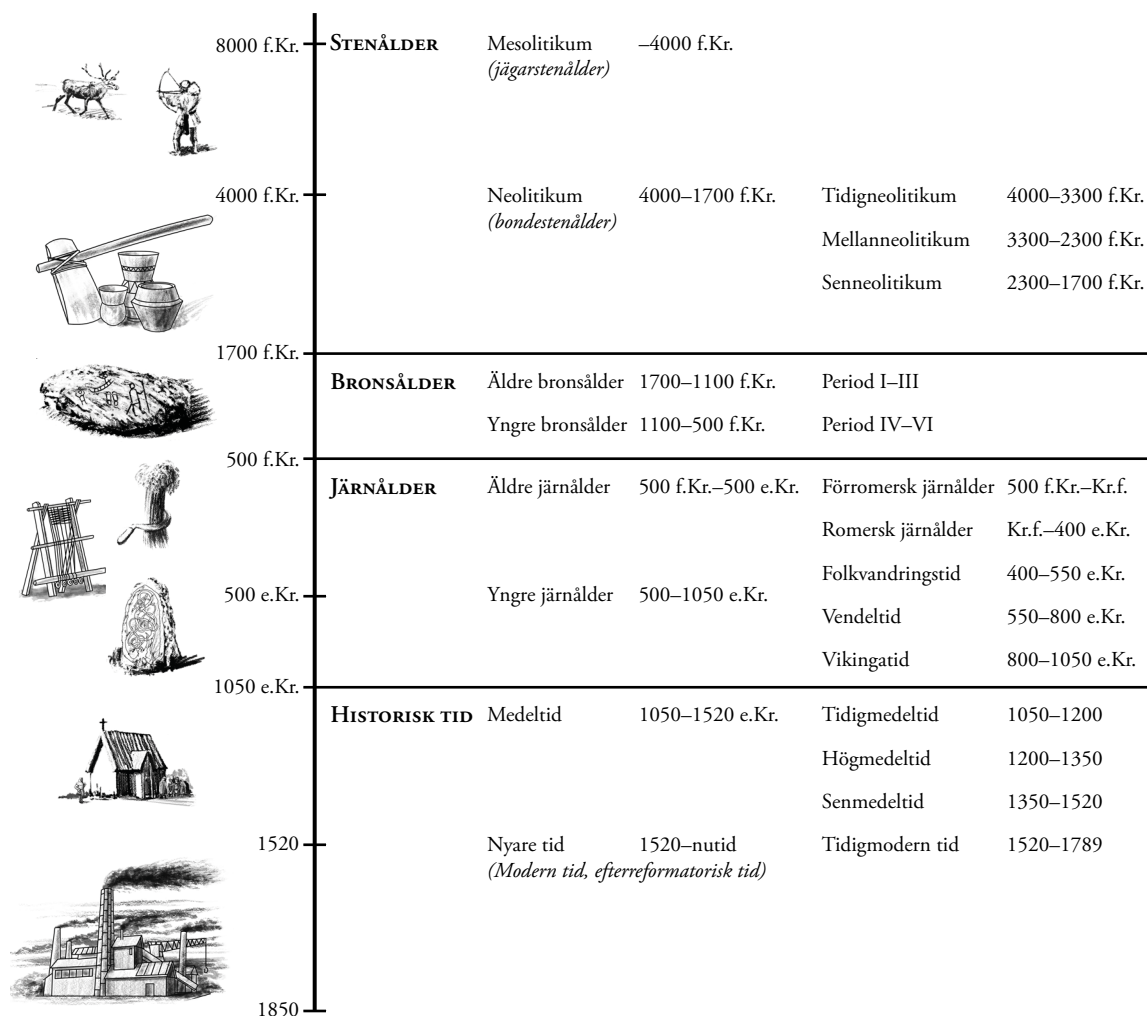 8000 f.Kr. STENÅLDER Mesolitikum –4000 f.Kr.
(jägarstenålder)
4000 f.Kr. Neolitikum 4000–1700 f.Kr. Tidigneolitikum 4000–3300 f.Kr.
(bondestenålder)
Mellanneolitikum 3300–2300 f.Kr.
Senneolitikum 2300–1700 f.Kr.
1700 f.Kr.
BRONSÅLDER Äldre bronsålder 1700–1100 f.Kr. Period I–III
Yngre bronsålder 1100–500 f.Kr. Period IV–VI
500 f.Kr.
JÄRNÅLDER Äldre järnålder 500 f.Kr.–500 e.Kr. Förromersk järnålder 500 f.Kr.–Kr.f.
Romersk järnålder Kr.f.–400 e.Kr.
Folkvandringstid 400–550 e.Kr.
500 e.Kr. Yngre järnålder 500–1050 e.Kr.
Vendeltid 550–800 e.Kr.
Vikingatid 800–1050 e.Kr.
1050 e.Kr.
HISTORISK TID Medeltid 1050–1520 e.Kr. Tidigmedeltid 1050–1200
Högmedeltid 1200–1350
Senmedeltid 1350–1520
1520 Nyare tid 1520–nutid Tidigmodern tid 1520–1789
(Modern tid, efterreformatorisk tid)
1850